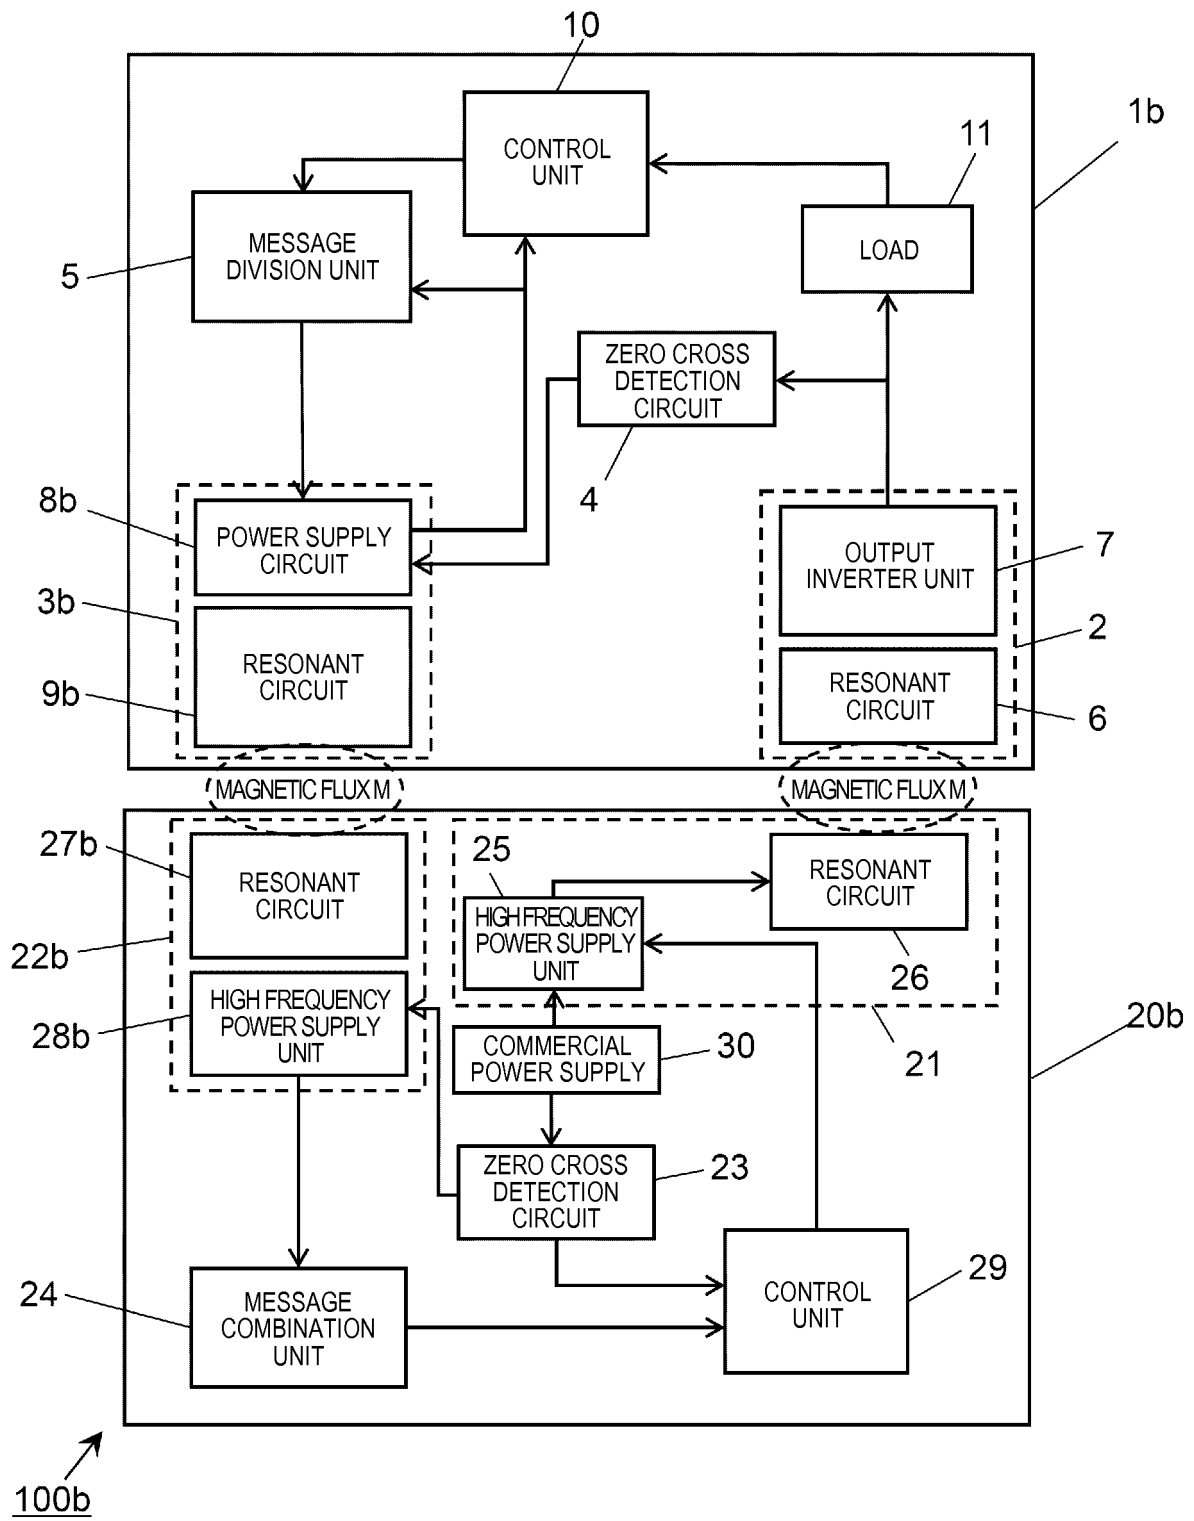 10
CONTROL
UNIT
1b
11
LOAD
MESSAGE
DIVISION UNIT
5
ZERO CROSS
DETECTION
CIRCUIT
4
8b
POWER SUPPLY
CIRCUIT
OUTPUT
INVERTER UNIT
7
3b
2
RESONANT
CIRCUIT
9b
RESONANT
CIRCUIT
6
MAGNETIC FLUX M
MAGNETIC FLUX M
27b
RESONANT
CIRCUIT
25
HIGH FREQUENCY
POWER SUPPLY
UNIT
RESONANT
CIRCUIT
26
22b
28b
HIGH FREQUENCY
POWER SUPPLY
UNIT
COMMERCIAL
POWER SUPPLY
30
21
20b
ZERO CROSS
DETECTION
CIRCUIT
23
24
MESSAGE
COMBINATION
UNIT
CONTROL
UNIT
29
100b